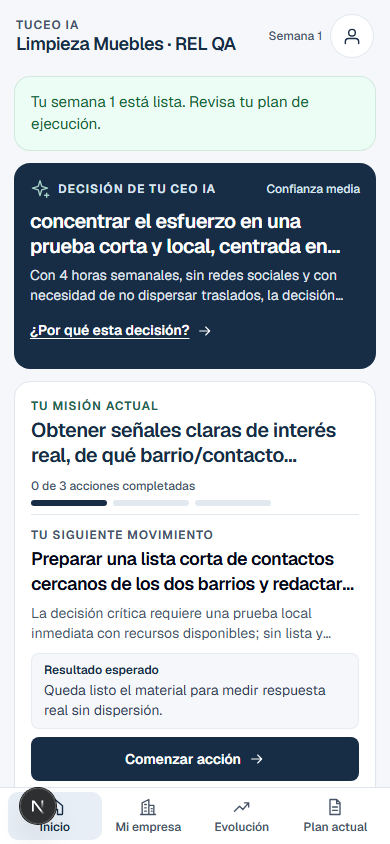 TUCEO IA
Limpieza Muebles · REL QA
Semana 1
Tu semana 1 está lista. Revisa tu plan de
ejecución.
DECISIÓN DE TU CEO IA
Confianza media
concentrar el esfuerzo en una
prueba corta y local, centrada en...
Con 4 horas semanales, sin redes sociales y con
necesidad de no dispersar traslados, la decisión...
¿Por qué esta decisión? →
TU MISIÓN ACTUAL
Obtener señales claras de interés
real, de qué barrio/contacto...
0 de 3 acciones completadas
TU SIGUIENTE MOVIMIENTO
Preparar una lista corta de contactos
cercanos de los dos barrios y redactar...
La decisión crítica requiere una prueba local
inmediata con recursos disponibles; sin lista y...
Resultado esperado
Queda listo el material para medir respuesta
real sin dispersión.
Comenzar acción →
N
Inicio
Mi empresa
Evolución
Plan actual